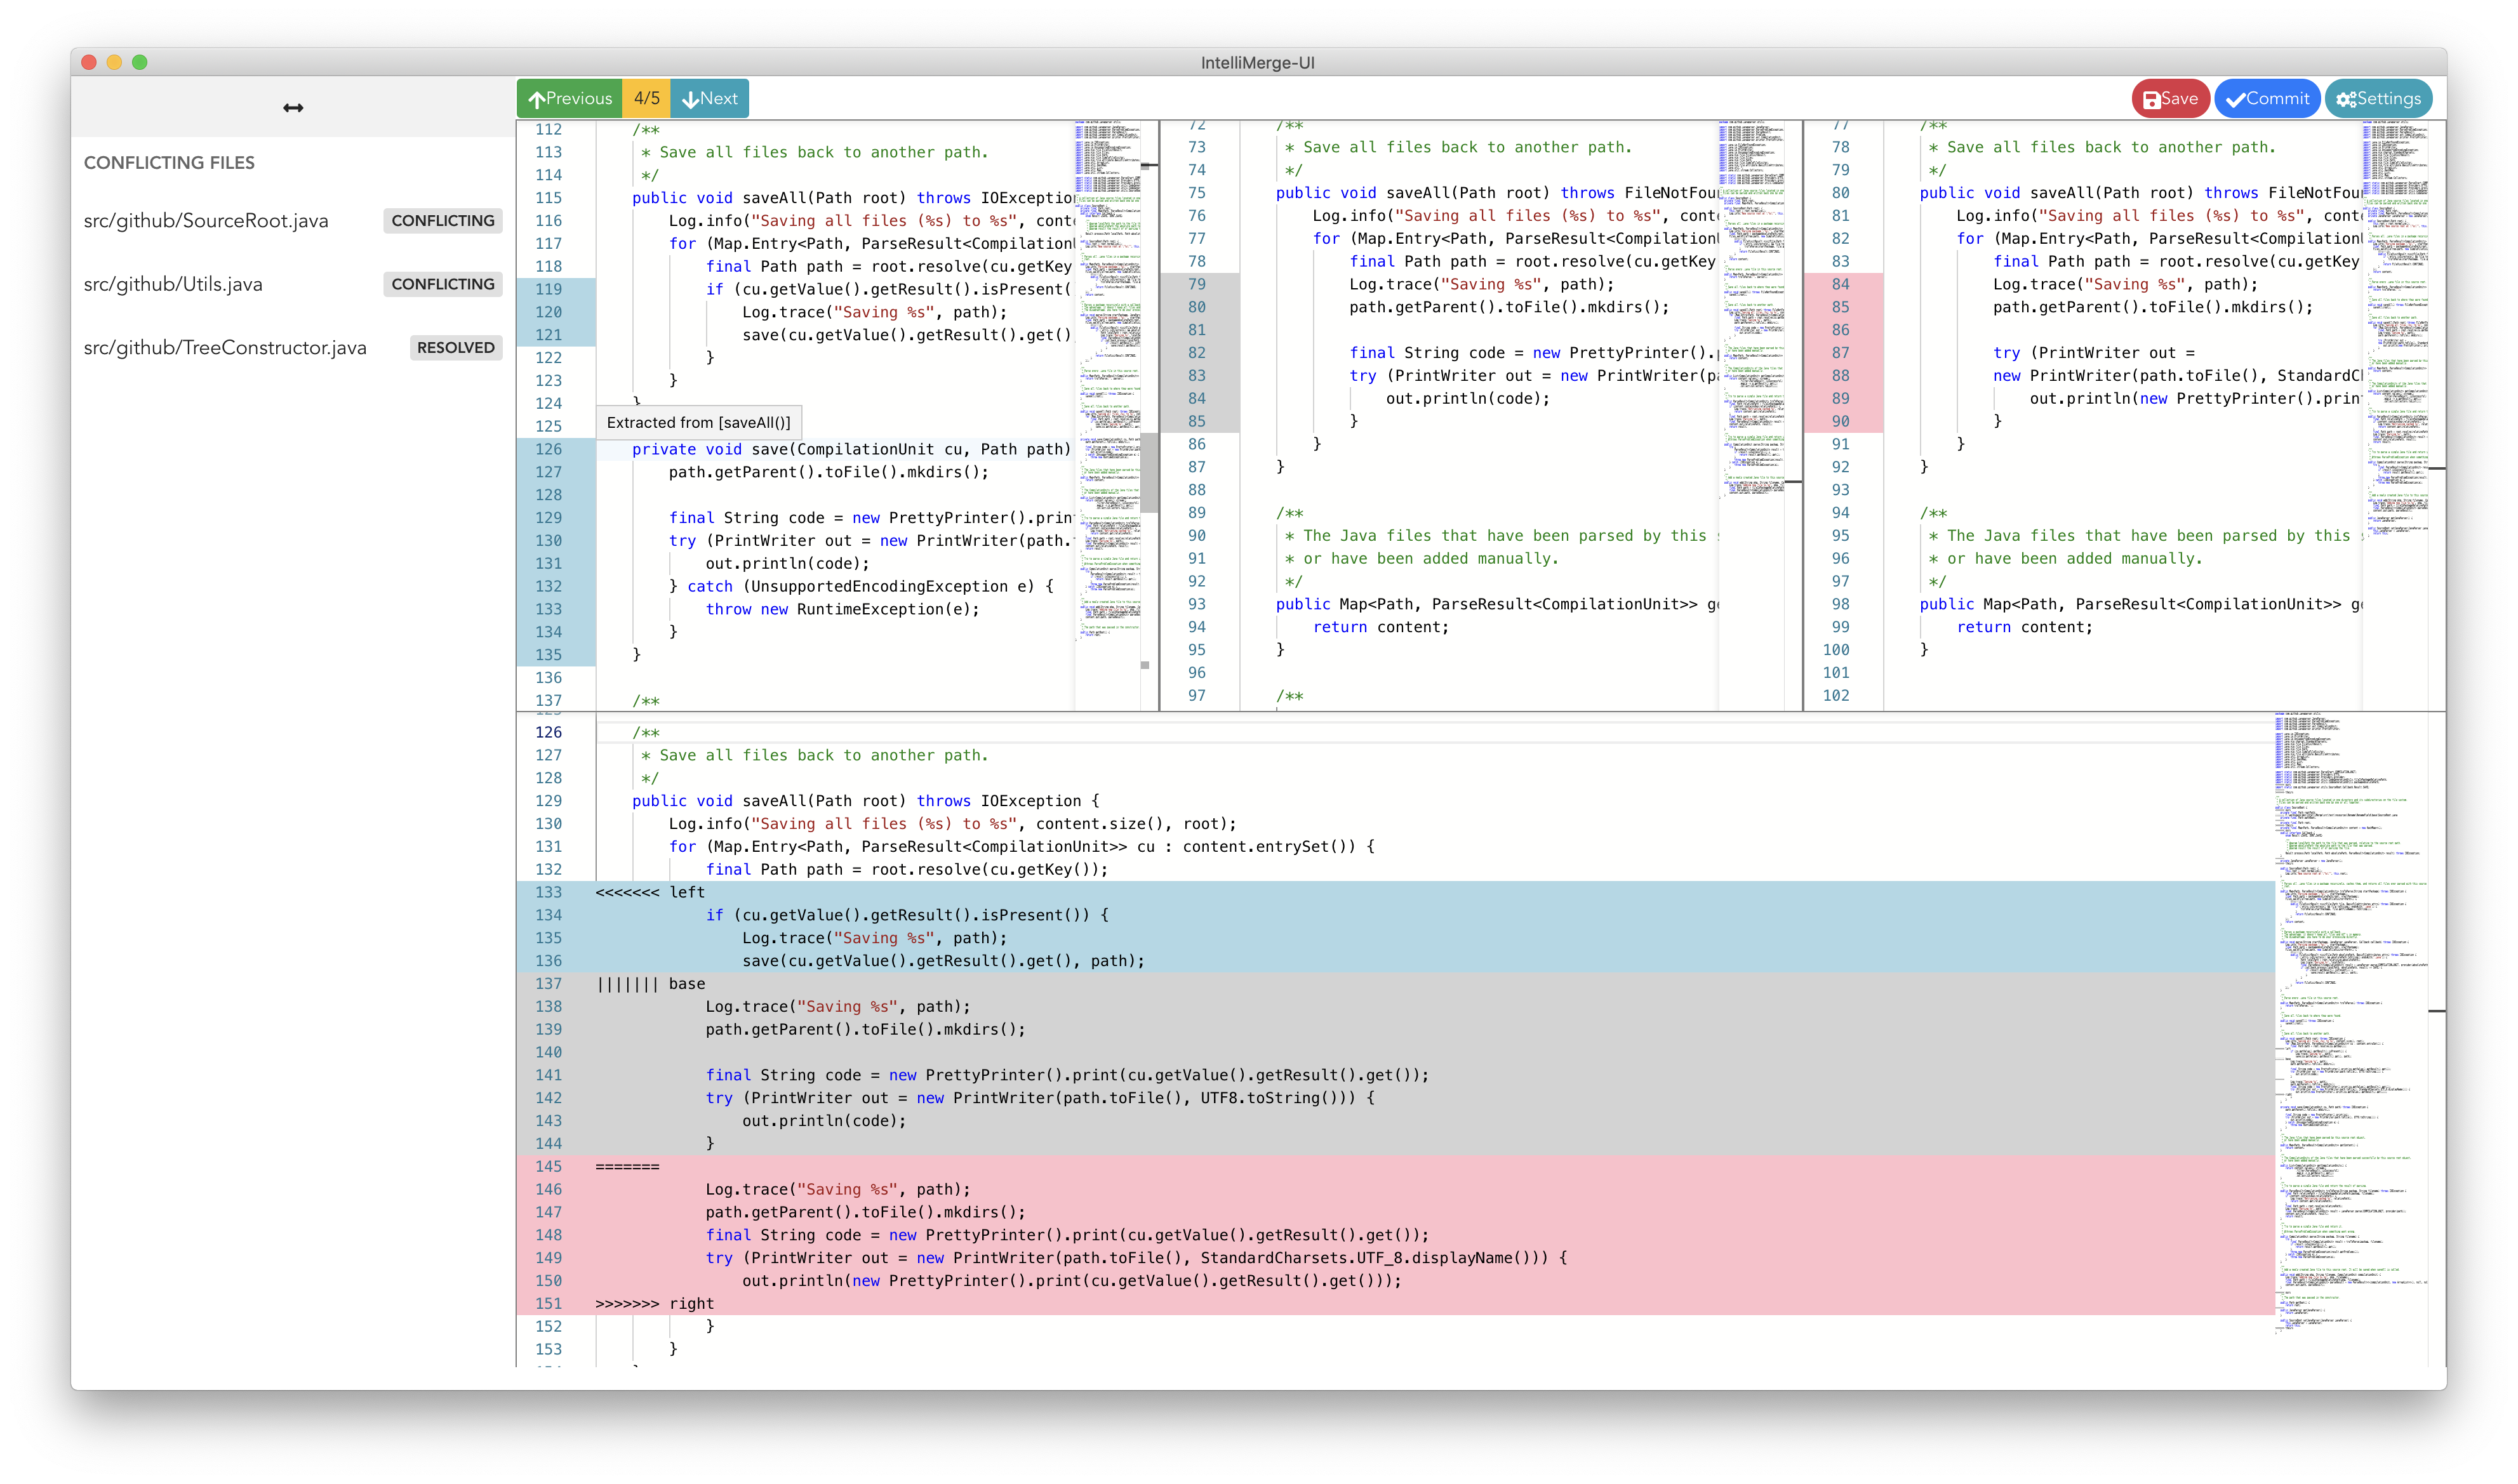 IntelliMerge-UI
Previous 4/5 Next
Save Commit Settings
CONFLICTING FILES
src/github/SourceRoot.java CONFLICTING
src/github/Utils.java CONFLICTING
src/github/TreeConstructor.java RESOLVED
112 /**
113 * Save all files back to another path.
114 */
115 public void saveAll(Path root) throws IOException
116 Log.info("Saving all files (%s) to %s", conte
117 for (Map.Entry<Path, ParseResult<Compilation
118 final Path path = root.resolve(cu.getKey
119 if (cu.getValue().getResult().isPresent(
120 Log.trace("Saving %s", path);
121 save(cu.getValue().getResult().get()
122 }
123 }
124 }
125
Extracted from [saveAll()]
126 private void save(CompilationUnit cu, Path path)
127 path.getParent().toFile().mkdirs();
128
129 final String code = new PrettyPrinter().prin
130 try (PrintWriter out = new PrintWriter(path.
131 out.println(code);
132 } catch (UnsupportedEncodingException e) {
133 throw new RuntimeException(e);
134 }
135 }
136
137 /**
72 /**
73 * Save all files back to another path.
74 */
75 public void saveAll(Path root) throws FileNotFou
76 Log.info("Saving all files (%s) to %s", cont
77 for (Map.Entry<Path, ParseResult<Compilation
78 final Path path = root.resolve(cu.getKey
79 Log.trace("Saving %s", path);
80 path.getParent().toFile().mkdirs();
81
82 final String code = new PrettyPrinter().p
83 try (PrintWriter out = new PrintWriter(pa
84 out.println(code);
85 }
86 }
87 }
88
89 /**
90 * The Java files that have been parsed by this s
91 * or have been added manually.
92 */
93 public Map<Path, ParseResult<CompilationUnit>> ge
94 return content;
95 }
96
97 /**
77 /**
78 * Save all files back to another path.
79 */
80 public void saveAll(Path root) throws FileNotFou
81 Log.info("Saving all files (%s) to %s", cont
82 for (Map.Entry<Path, ParseResult<Compilation
83 final Path path = root.resolve(cu.getKey
84 Log.trace("Saving %s", path);
85 path.getParent().toFile().mkdirs();
86
87 try (PrintWriter out =
88 new PrintWriter(path.toFile(), StandardCh
89 out.println(new PrettyPrinter().prin
90 }
91 }
92 }
93
94 /**
95 * The Java files that have been parsed by this s
96 * or have been added manually.
97 */
98 public Map<Path, ParseResult<CompilationUnit>> ge
99 return content;
100 }
101
102
126 /**
127 * Save all files back to another path.
128 */
129 public void saveAll(Path root) throws IOException {
130 Log.info("Saving all files (%s) to %s", content.size(), root);
131 for (Map.Entry<Path, ParseResult<CompilationUnit>> cu : content.entrySet()) {
132 final Path path = root.resolve(cu.getKey());
133 <<<<<<< left
134 if (cu.getValue().getResult().isPresent()) {
135 Log.trace("Saving %s", path);
136 save(cu.getValue().getResult().get(), path);
137 ||||||| base
138 Log.trace("Saving %s", path);
139 path.getParent().toFile().mkdirs();
140
141 final String code = new PrettyPrinter().print(cu.getValue().getResult().get());
142 try (PrintWriter out = new PrintWriter(path.toFile(), UTF8.toString())) {
143 out.println(code);
144 }
145 =======
146 Log.trace("Saving %s", path);
147 path.getParent().toFile().mkdirs();
148 final String code = new PrettyPrinter().print(cu.getValue().getResult().get());
149 try (PrintWriter out = new PrintWriter(path.toFile(), StandardCharsets.UTF_8.displayName())) {
150 out.println(new PrettyPrinter().print(cu.getValue().getResult().get()));
151 >>>>>>> right
152 }
153 }